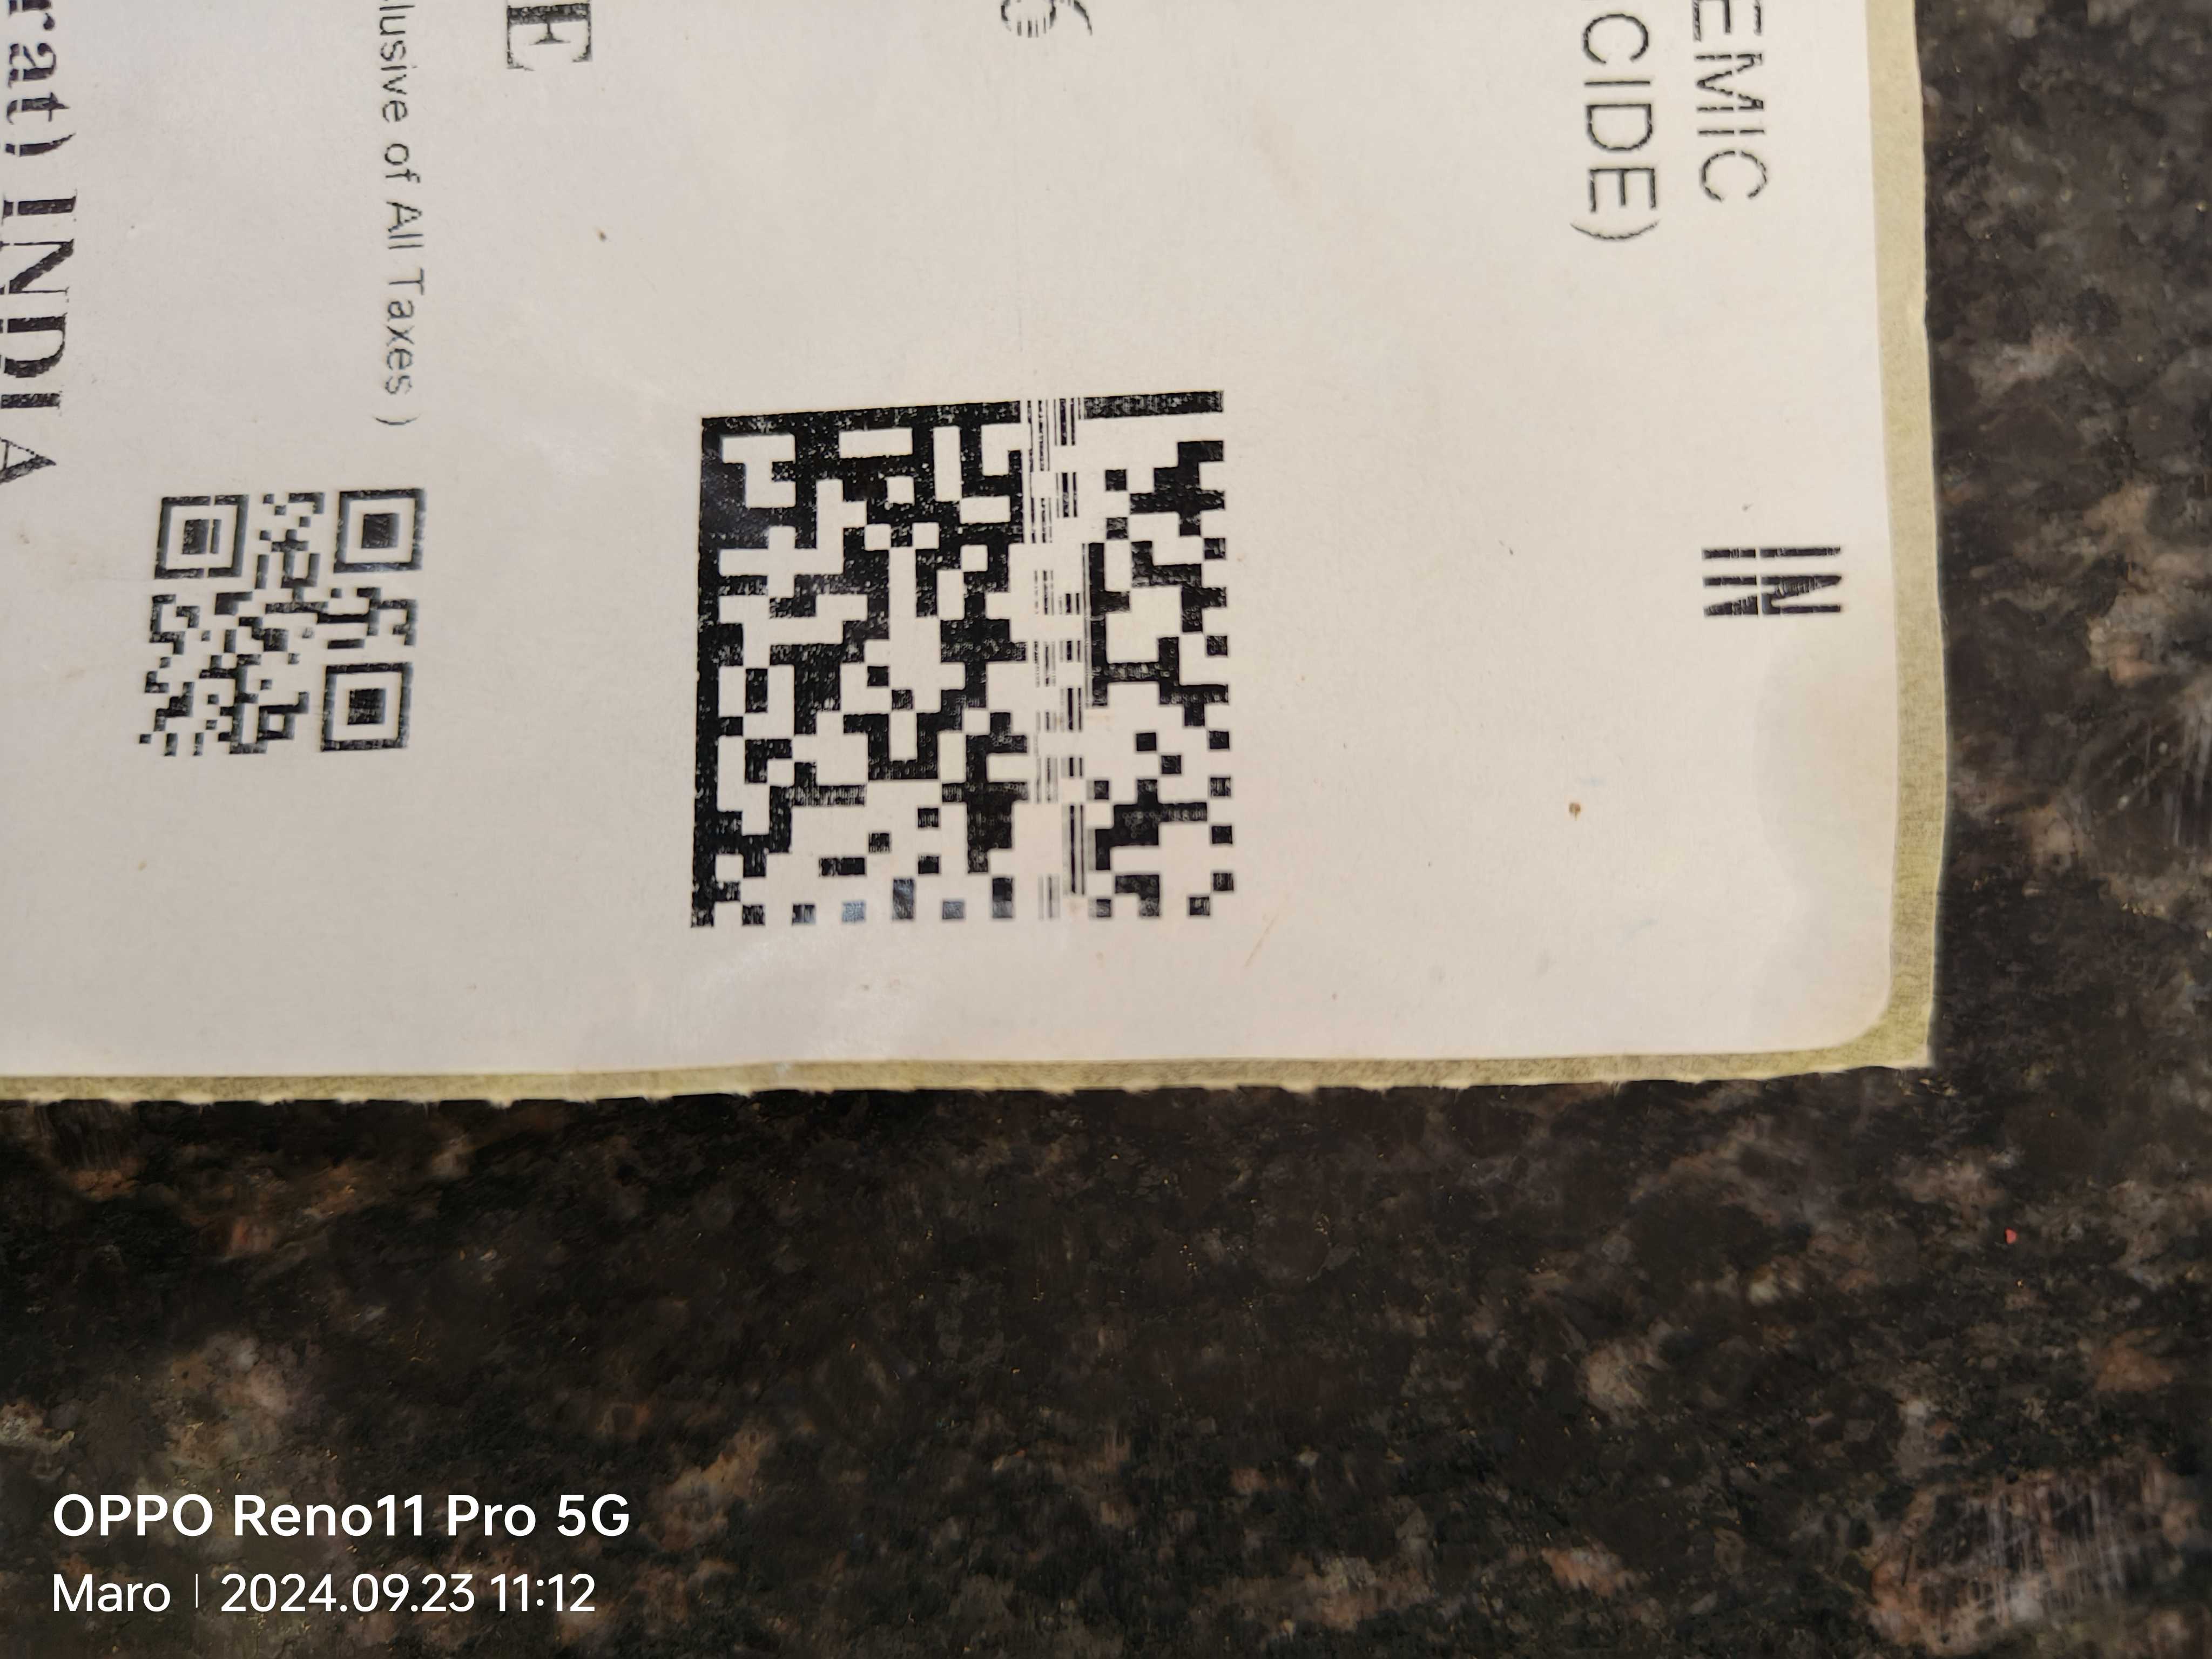 EMIC
CIDE)
IN
6
E
lusive of All Taxes )
rat) INDIA
OPPO Reno11 Pro 5G
Maro | 2024.09.23 11:12